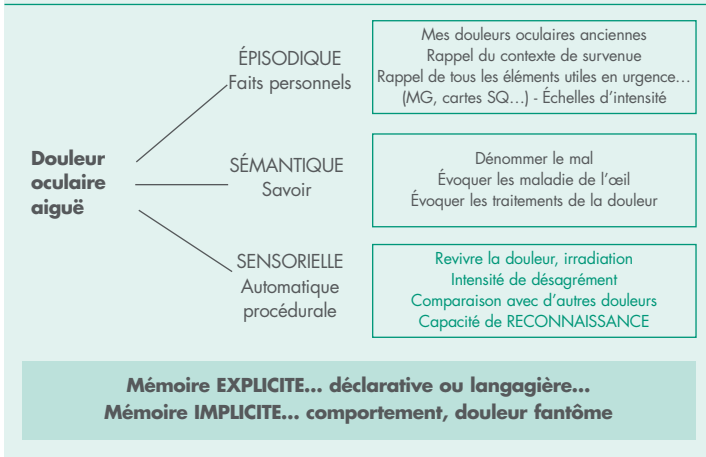 ÉPISODIQUE
Faits personnels
Mes douleurs oculaires anciennes
Rappel du contexte de survenue
Rappel de tous les éléments utiles en urgence…
(MG, cartes SQ…) - Échelles d'intensité
Douleur
oculaire
aiguë
SÉMANTIQUE
Savoir
Dénommer le mal
Évoquer les maladie de l'œil
Évoquer les traitements de la douleur
SENSORIELLE
Automatique
procédurale
Revivre la douleur, irradiation
Intensité de désagrément
Comparaison avec d'autres douleurs
Capacité de RECONNAISSANCE
Mémoire EXPLICITE… déclarative ou langagière…
Mémoire IMPLICITE… comportement, douleur fantôme